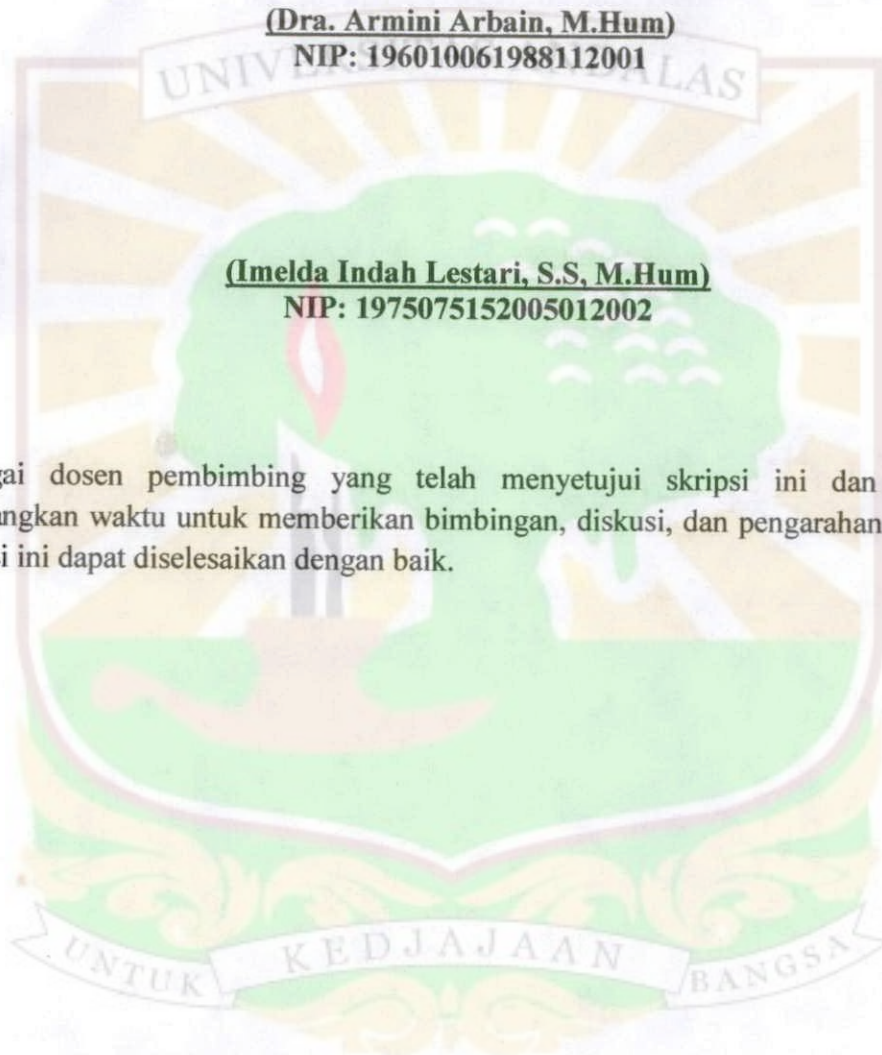 (Dra. Armini Arbain, M.Hum)
NIP: 196010061988112001
UNIVERSITAS ANDALAS
(Imelda Indah Lestari, S.S, M.Hum)
NIP: 1975075152005012002
gai dosen pembimbing yang telah menyetujui skripsi ini dan
ngkan waktu untuk memberikan bimbingan, diskusi, dan pengarahan
i ini dapat diselesaikan dengan baik.
UNTUK KEDJAJAAN BANGSA